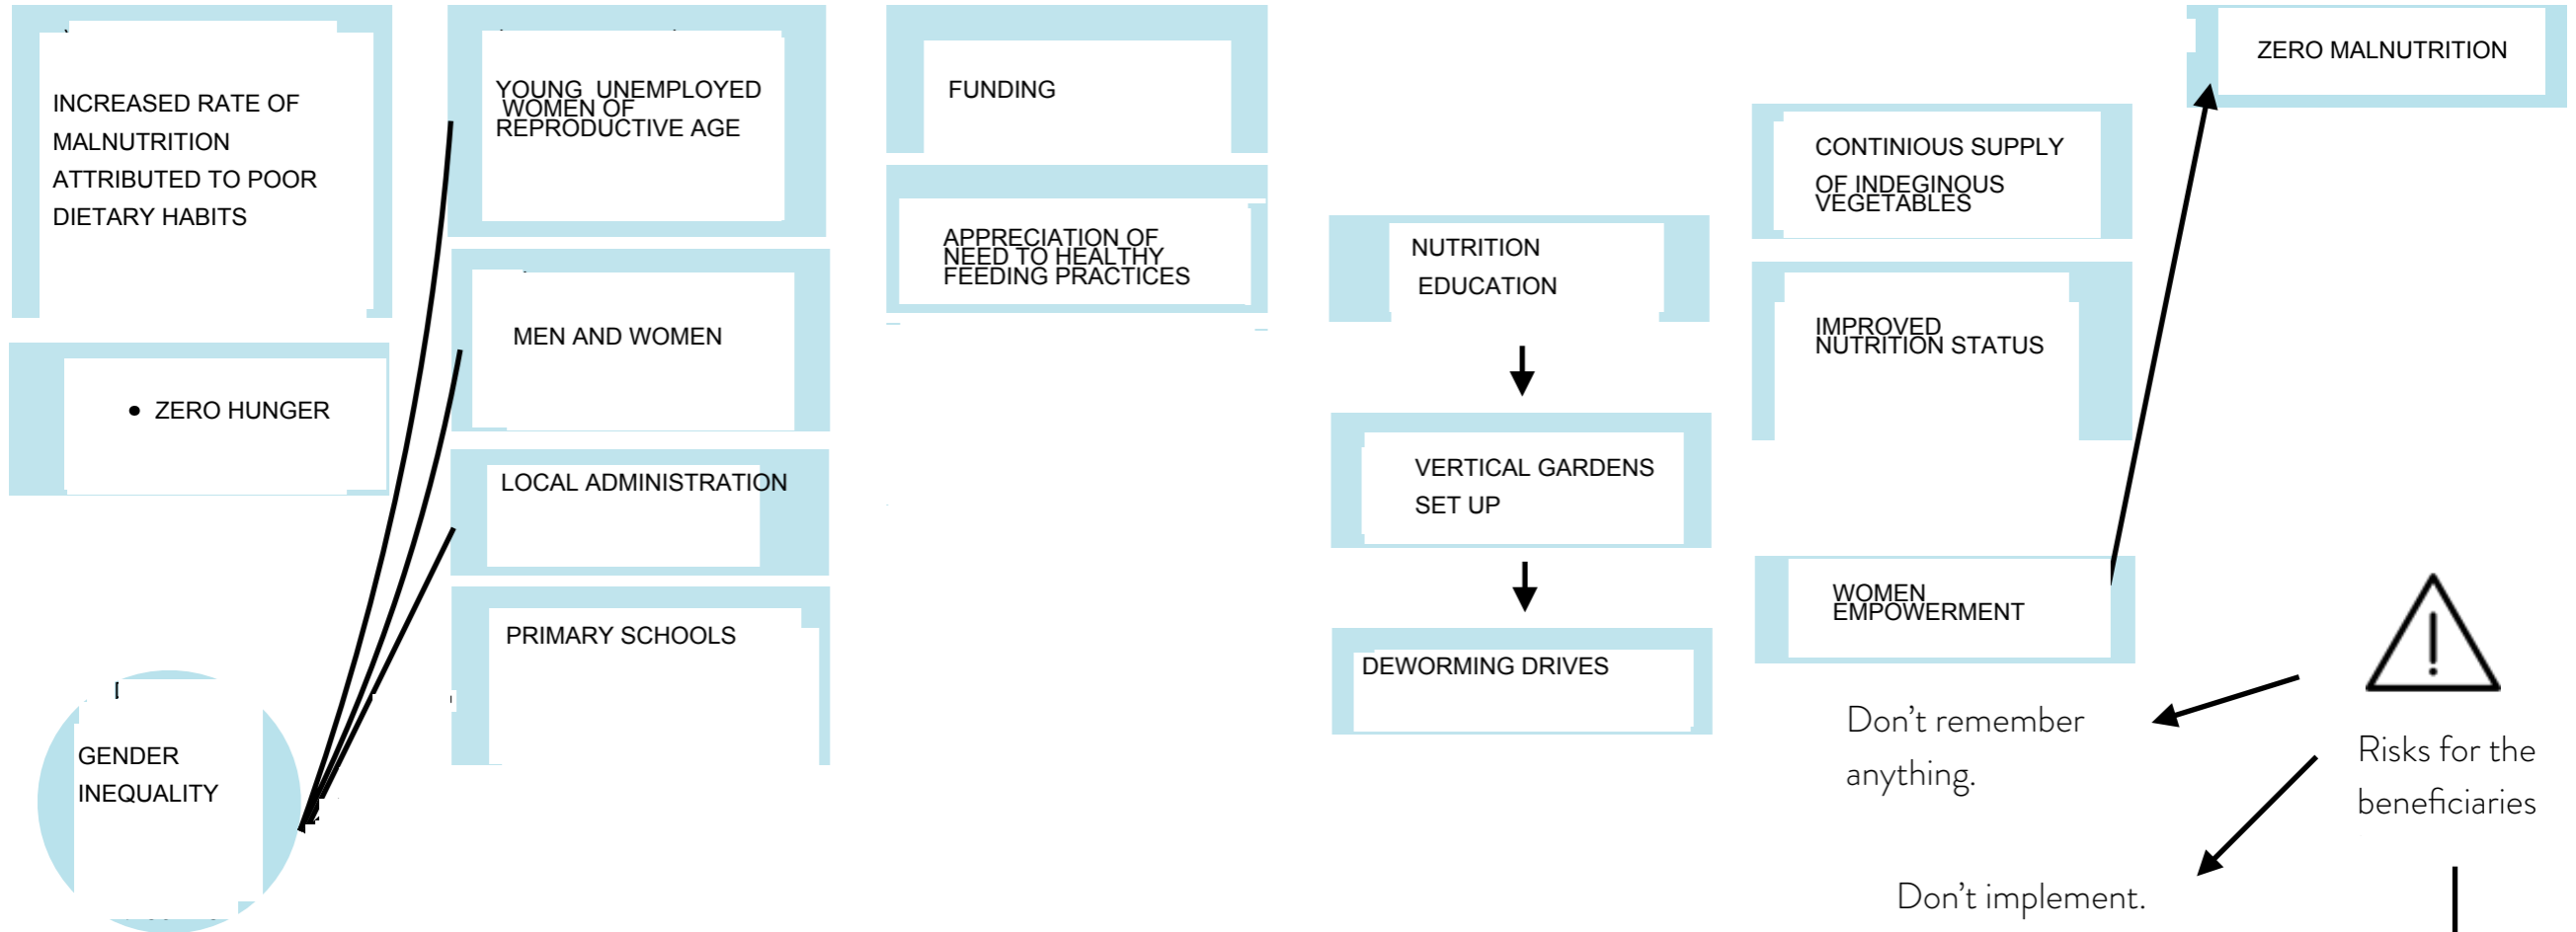 INCREASED RATE OF
MALNUTRITION
ATTRIBUTED TO POOR
DIETARY HABITS
• ZERO HUNGER
GENDER
INEQUALITY
YOUNG UNEMPLOYED
WOMEN OF
REPRODUCTIVE AGE
MEN AND WOMEN
LOCAL ADMINISTRATION
PRIMARY SCHOOLS
FUNDING
APPRECIATION OF
NEED TO HEALTHY
FEEDING PRACTICES
NUTRITION
EDUCATION
VERTICAL GARDENS
SET UP
DEWORMING DRIVES
CONTINIOUS SUPPLY
OF INDEGINOUS
VEGETABLES
IMPROVED
NUTRITION STATUS
WOMEN
EMPOWERMENT
ZERO MALNUTRITION
Don't remember
anything.
Don't implement.
Risks for the
beneficiaries